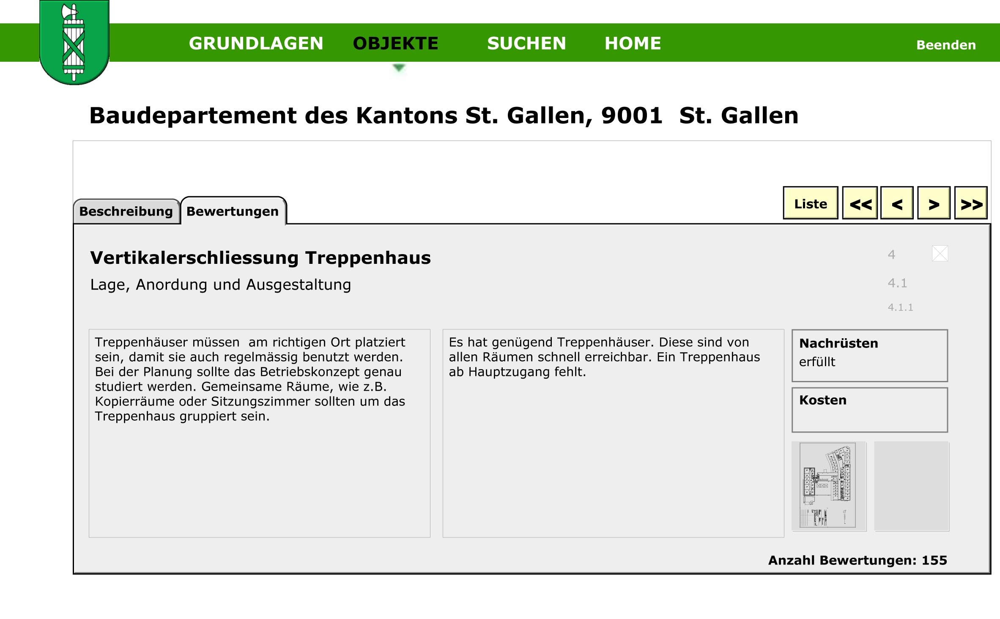 GRUNDLAGEN OBJEKTE SUCHEN HOME Beenden
Baudepartement des Kantons St. Gallen, 9001 St. Gallen
Liste << < > >>
Beschreibung Bewertungen
Vertikalerschliessung Treppenhaus 4
Lage, Anordung und Ausgestaltung 4.1
4.1.1
Treppenhäuser müssen am richtigen Ort platziert
sein, damit sie auch regelmässig benutzt werden.
Bei der Planung sollte das Betriebskonzept genau
studiert werden. Gemeinsame Räume, wie z.B.
Kopierräume oder Sitzungszimmer sollten um das
Treppenhaus gruppiert sein.
Es hat genügend Treppenhäuser. Diese sind von
allen Räumen schnell erreichbar. Ein Treppenhaus
ab Hauptzugang fehlt.
Nachrüsten
erfüllt
Kosten
Anzahl Bewertungen: 155